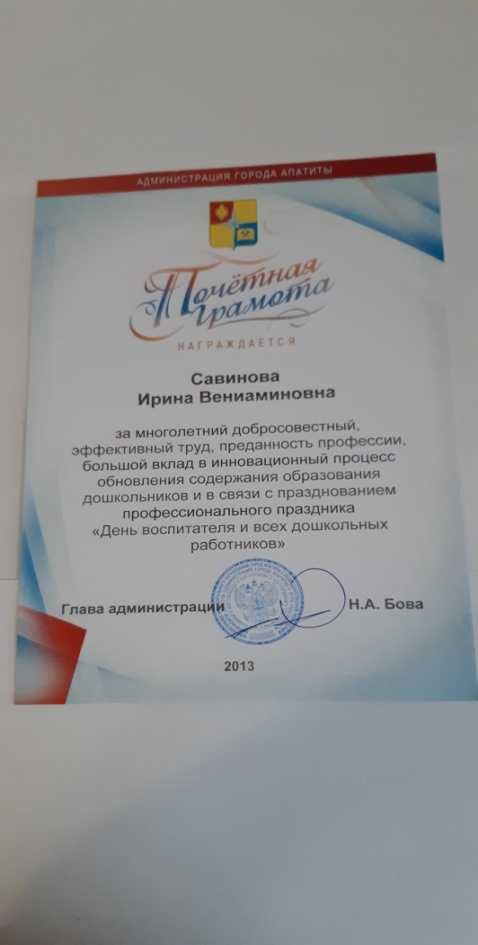 АДМИНИСТРАЦИЯ ГОРОДА АПАТИТЫ
Почётная
грамота
НАГРАЖДАЕТСЯ
Савинова
Ирина Вениаминовна
за многолетний добросовестный,
эффективный труд, преданность профессии,
большой вклад в инновационный процесс
обновления содержания образования
дошкольников и в связи с празднованием
профессионального праздника
«День воспитателя и всех дошкольных
работников»
Глава администрации Н.А. Бова
2013